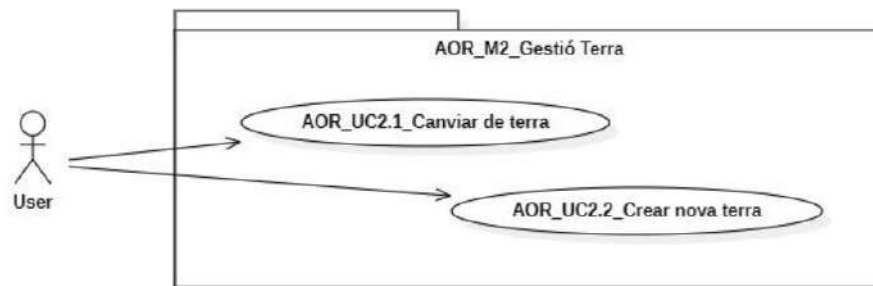 AOR_M2_Gestió Terra
AOR_UC2.1_Canviar de terra
User
AOR_UC2.2_Crear nova terra